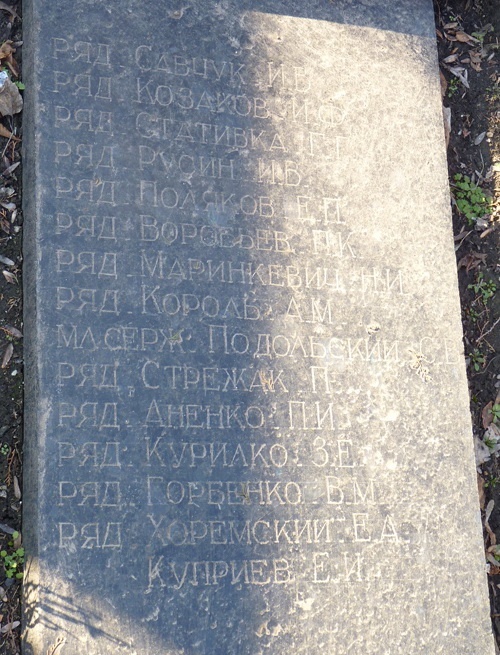 РЯД. САВЧУК И.В.
РЯД. КОЗАКОВ И.Ф.
РЯД. СТАТИВКА
РЯД. РУСИН И.В.
РЯД. ПОЛЯКОВ Е.П.
РЯД. ВОРОБЬЕВ П.К.
РЯД. МАРИНКЕВИЧ Н.И.
РЯД. КОРОЛЬ А.М.
МЛ.СЕРЖ. ПОДОЛЬСКИЙ С.Е.
РЯД. СТРЕЖАК П.
РЯД. АНЕНКО П.И.
РЯД. КУРИЛКО З.Е.
РЯД. ГОРБЕНКО В.М.
РЯД. ХОРЕМСКИЙ Е.А.
КУПРИЕВ Е.И.